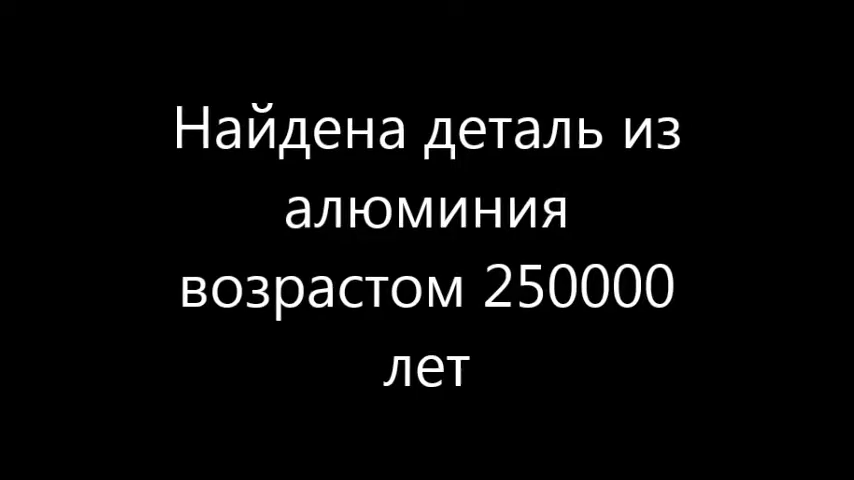 Найдена деталь из
алюминия
возрастом 250000
лет